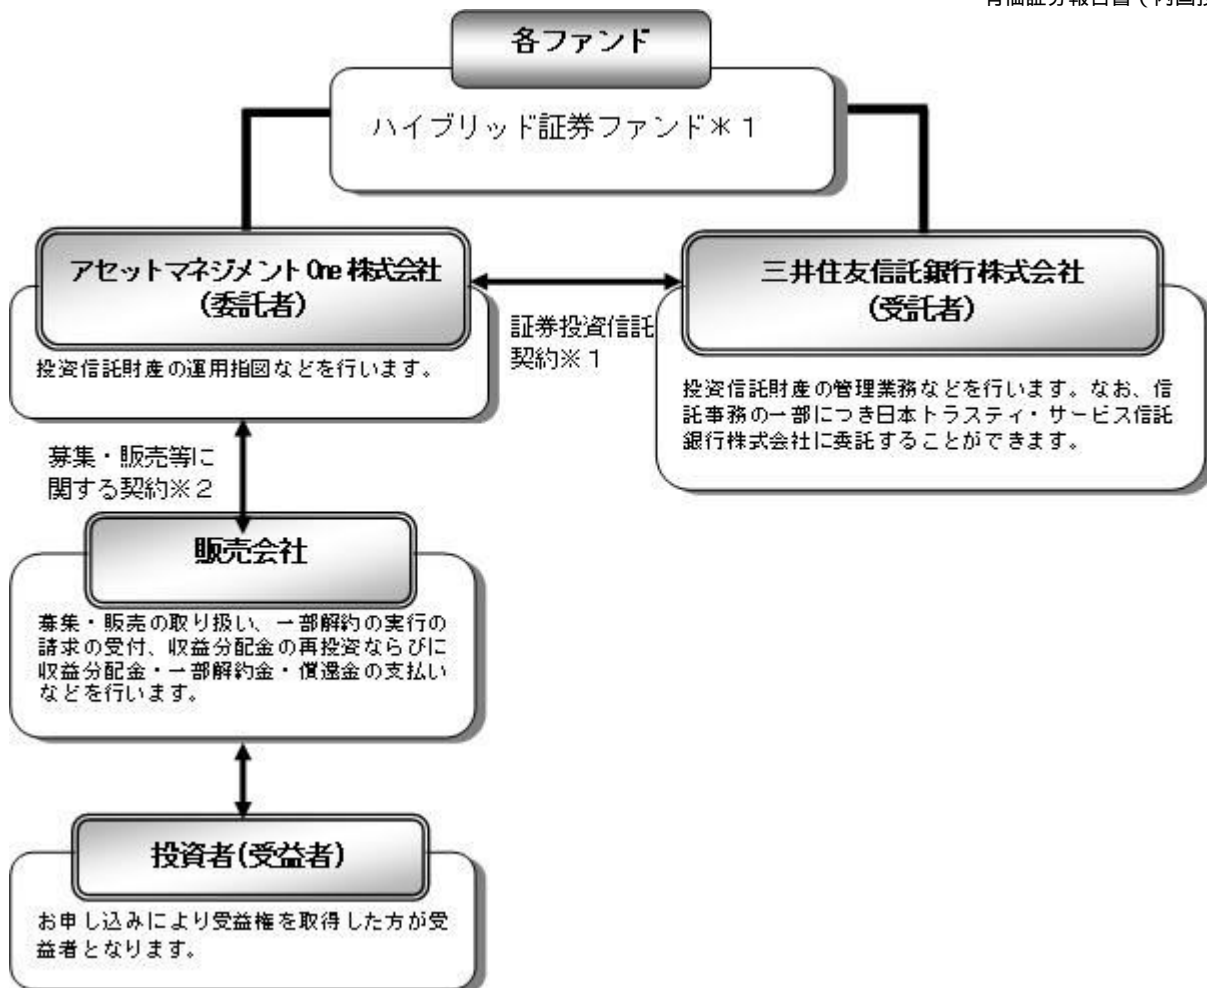 各ファンド
ハイブリッド証券ファンド＊１
アセットマネジメントOne 株式会社
(委託者)
投資信託財産の運用指図などを行います。
証券投資信託
契約※１
三井住友信託銀行株式会社
(受託者)
投資信託財産の管理業務などを行います。なお、信
託事務の一部につき日本トラスティ・サービス信託
銀行株式会社に委託することができます。
募集・販売等に
関する契約※２
販売会社
募集・販売の取り扱い、一部解約の実行の
請求の受付、収益分配金の再投資ならびに
収益分配金・一部解約金・償還金の支払い
などを行います。
投資者(受益者)
お申し込みにより受益権を取得した方が受
益者となります。